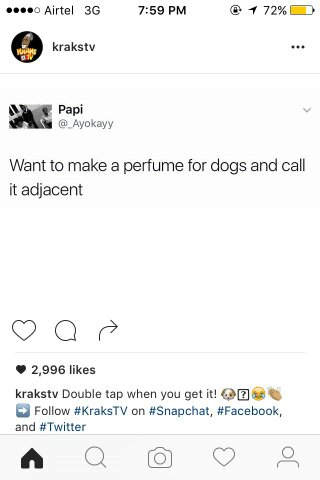 Airtel 3G 7:59 PM 72%
krakstv
Papi
@_Ayokayy
Want to make a perfume for dogs and call
it adjacent
2,996 likes
krakstv Double tap when you get it! 🐶?😂👏
➡️ Follow #KraksTV on #Snapchat, #Facebook,
and #Twitter